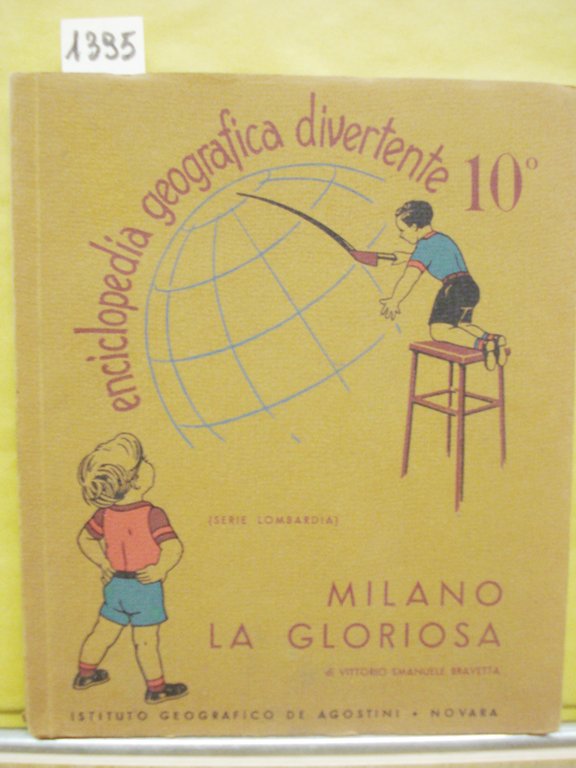 1395
enciclopedia geografica divertente 10°
(SERIE LOMBARDIA)
MILANO
LA GLORIOSA
di VITTORIO EMANUELE BRAVETTA
ISTITUTO GEOGRAFICO DE AGOSTINI • NOVARA